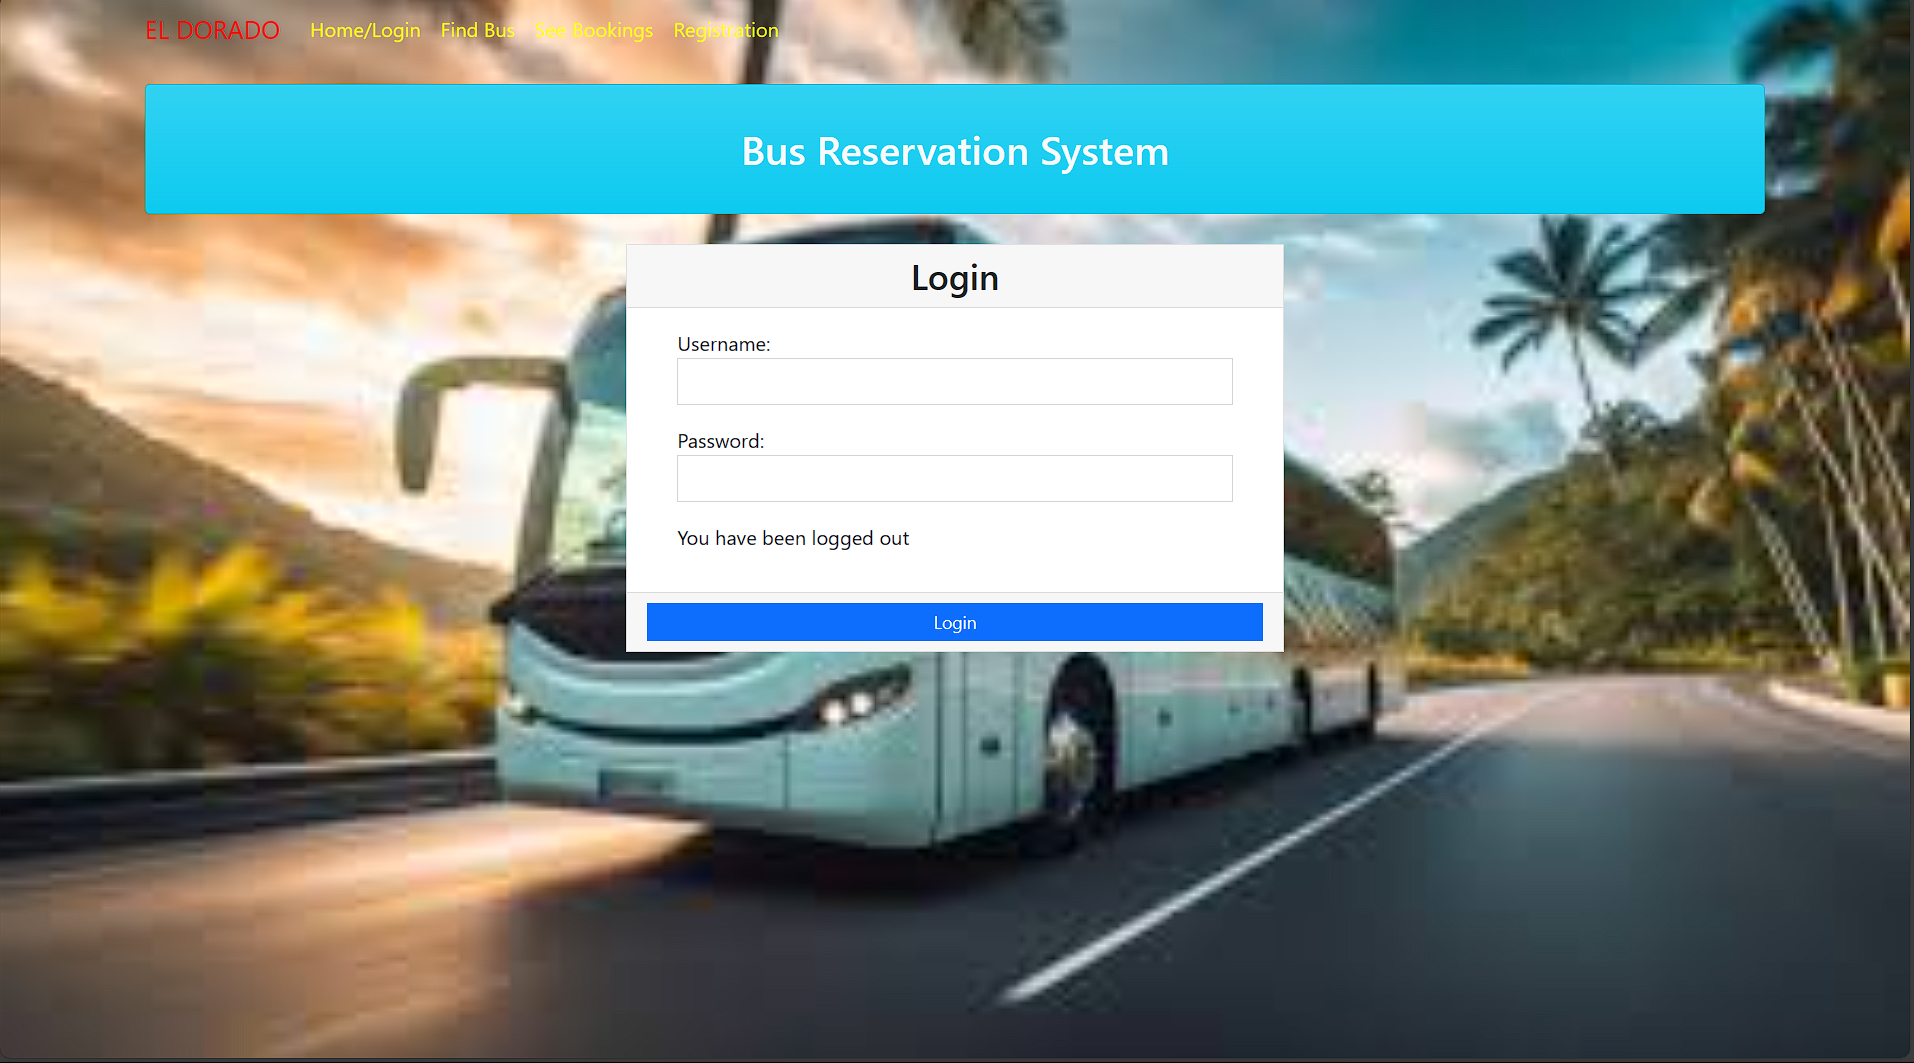 EL DORADO Home/Login Find Bus See Bookings Registration
Bus Reservation System
Login
Username:
Password:
You have been logged out
Login